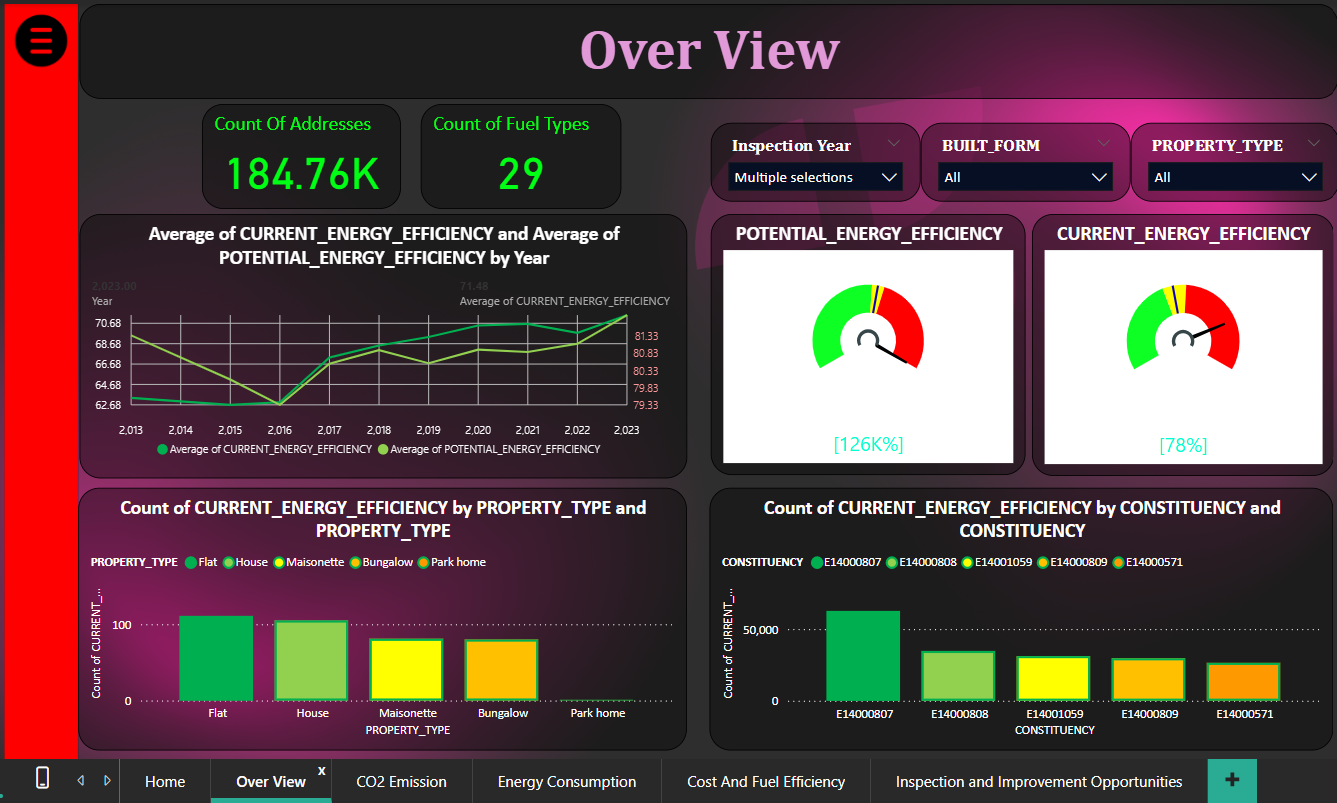 Over View
Count Of Addresses
184.76K
Count of Fuel Types
29
Inspection Year
Multiple selections
BUILT_FORM
All
PROPERTY_TYPE
All
Average of CURRENT_ENERGY_EFFICIENCY and Average of
POTENTIAL_ENERGY_EFFICIENCY by Year
2,023.00
Year
71.48
Average of CURRENT_ENERGY_EFFICIENCY
70.68
68.68
66.68
64.68
62.68
81.33
80.83
80.33
79.83
79.33
2,013 2,014 2,015 2,016 2,017 2,018 2,019 2,020 2,021 2,022 2,023
Average of CURRENT_ENERGY_EFFICIENCY Average of POTENTIAL_ENERGY_EFFICIENCY
POTENTIAL_ENERGY_EFFICIENCY
[126K%]
CURRENT_ENERGY_EFFICIENCY
[78%]
Count of CURRENT_ENERGY_EFFICIENCY by PROPERTY_TYPE and
PROPERTY_TYPE
PROPERTY_TYPE Flat House Maisonette Bungalow Park home
Count of CURRENT_...
100
0
Flat House Maisonette Bungalow Park home
PROPERTY_TYPE
Count of CURRENT_ENERGY_EFFICIENCY by CONSTITUENCY and
CONSTITUENCY
CONSTITUENCY E14000807 E14000808 E14001059 E14000809 E14000571
Count of CURRENT_...
50,000
0
E14000807 E14000808 E14001059 E14000809 E14000571
CONSTITUENCY
Home
Over View
x
CO2 Emission
Energy Consumption
Cost And Fuel Efficiency
Inspection and Improvement Opportunities
+